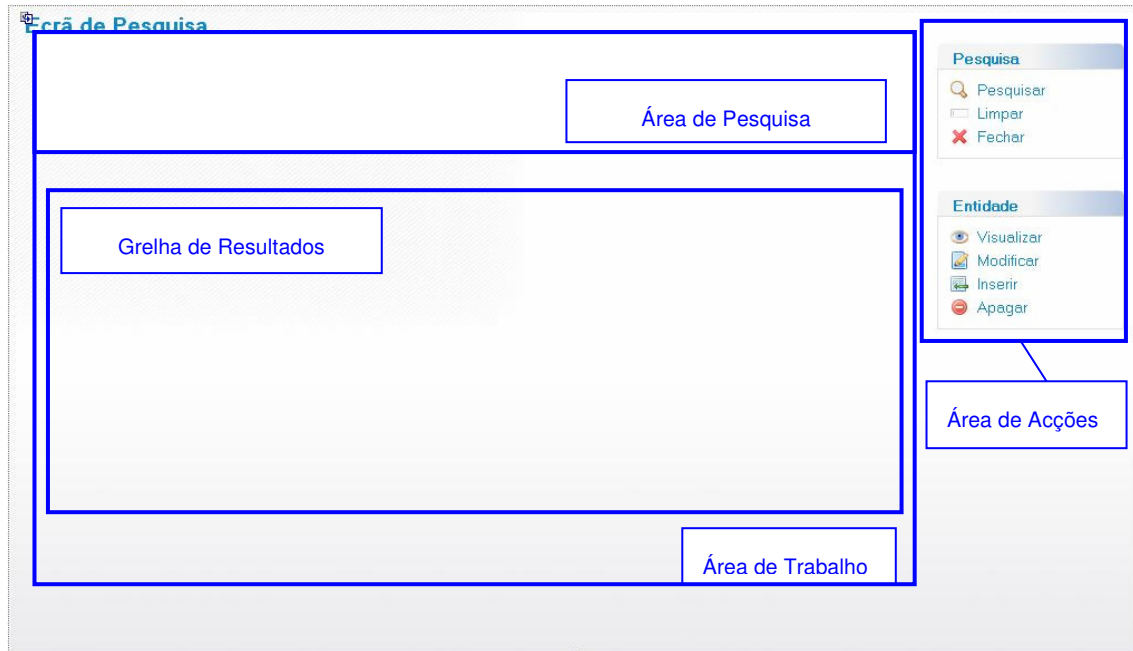 Ecrã de Pesquisa
Área de Pesquisa
Grelha de Resultados
Área de Trabalho
Pesquisa
Pesquisar
Limpar
Fechar
Entidade
Visualizar
Modificar
Inserir
Apagar
Área de Acções